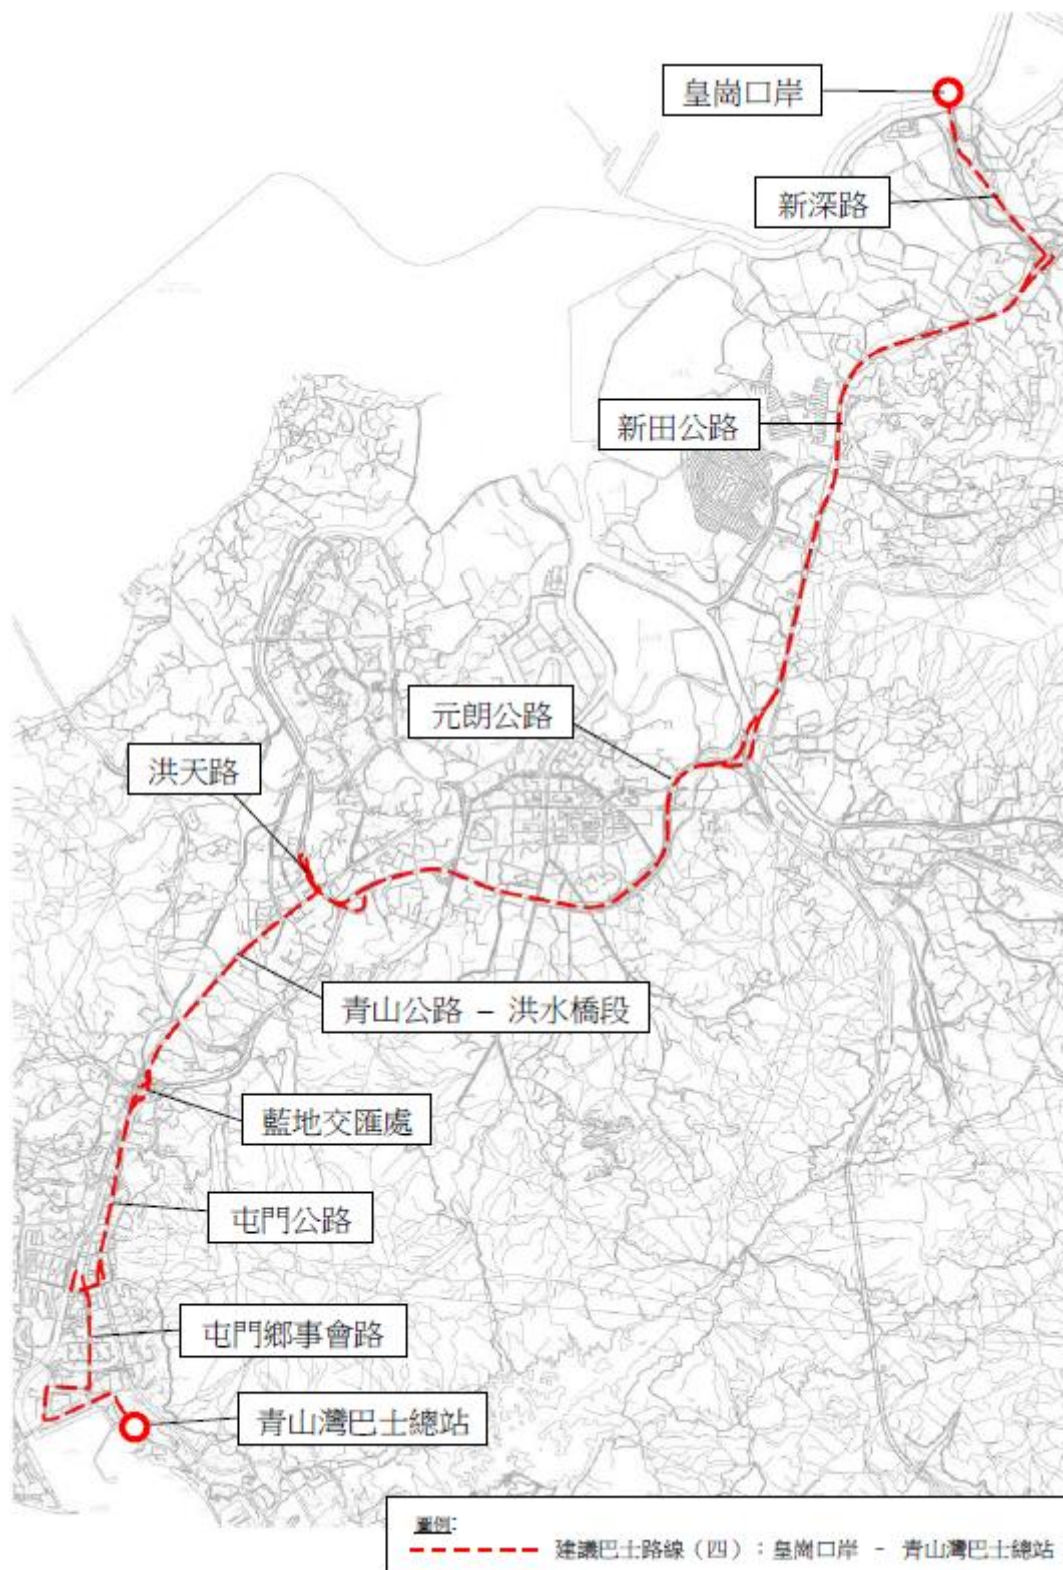 皇崗口岸
新深路
新田公路
元朗公路
洪天路
青山公路 – 洪水橋段
藍地交匯處
屯門公路
屯門鄉事會路
青山灣巴士總站
圖例:
建議巴士路線（四）：皇崗口岸 - 青山灣巴士總站